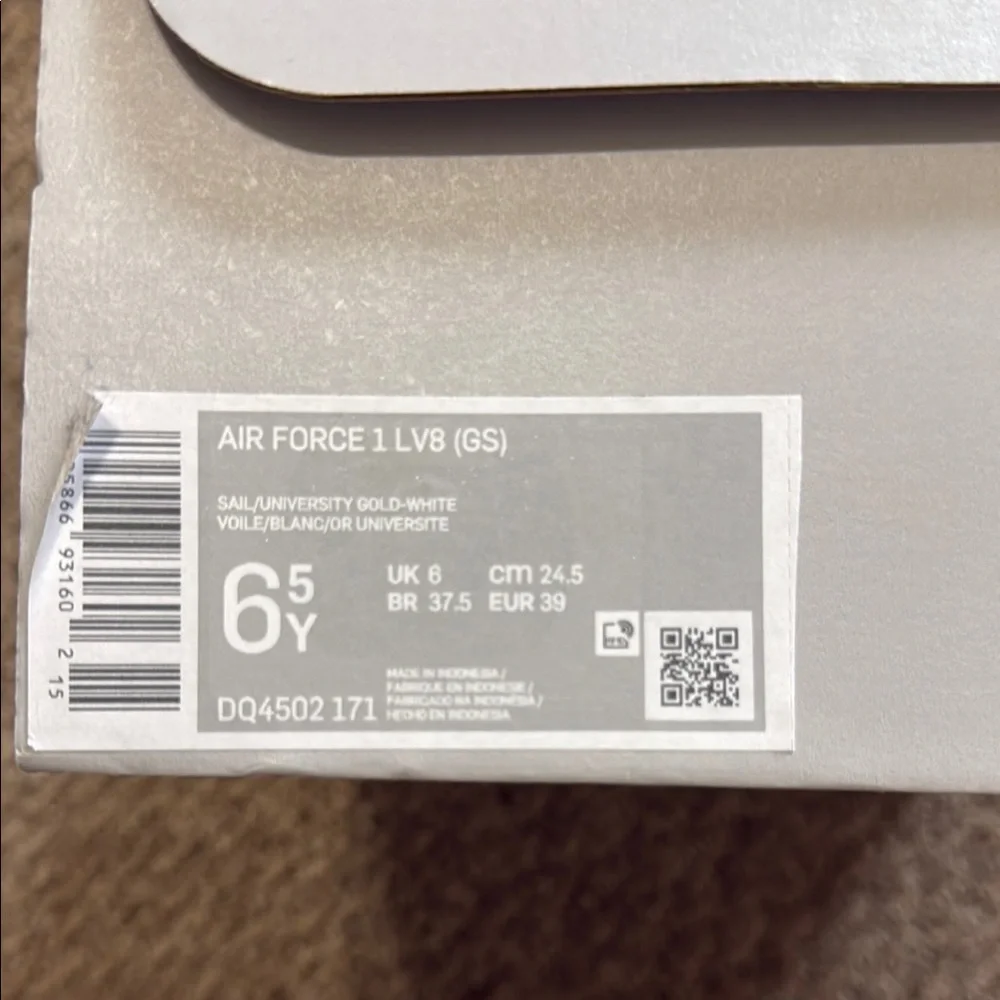 AIR FORCE 1 LV8 (GS)
SAIL/UNIVERSITY GOLD-WHITE
VOILE/BLANC/OR UNIVERSITE
6 5 Y
UK 6 cm 24.5
BR 37.5 EUR 39
MADE IN INDONESIA /
FABRIQUE EN INDONESIE /
FABRICADO NA INDONESIA /
HECHO EN INDONESIA
DQ4502 171
5866 93160 2 15